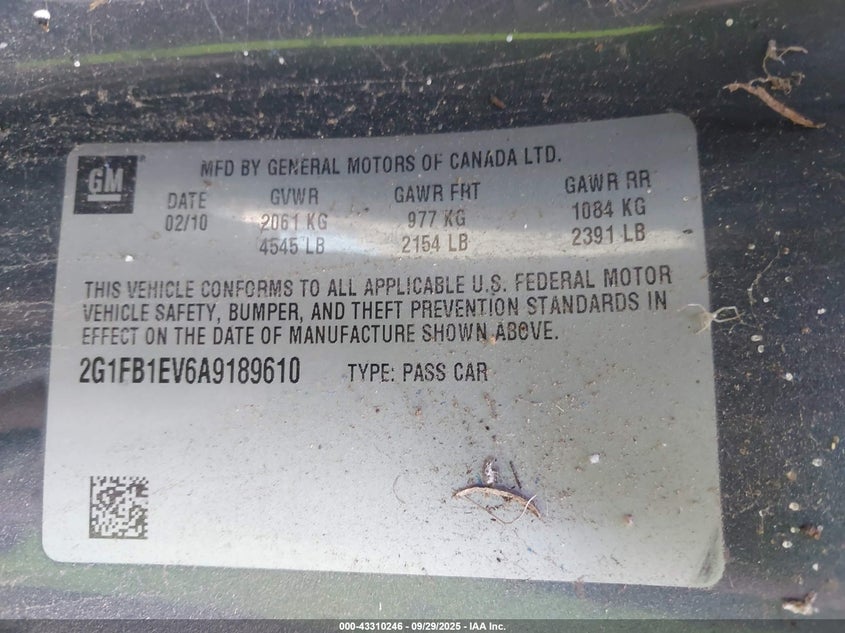 GM
MFD BY GENERAL MOTORS OF CANADA LTD.
DATE GVWR GAWR FRT GAWR RR
02/10 2061 KG 977 KG 1084 KG
4545 LB 2154 LB 2391 LB
THIS VEHICLE CONFORMS TO ALL APPLICABLE U.S. FEDERAL MOTOR
VEHICLE SAFETY, BUMPER, AND THEFT PREVENTION STANDARDS IN
EFFECT ON THE DATE OF MANUFACTURE SHOWN ABOVE.
2G1FB1EV6A9189610 TYPE: PASS CAR
000-43310246 - 09/29/2025 - IAA Inc.